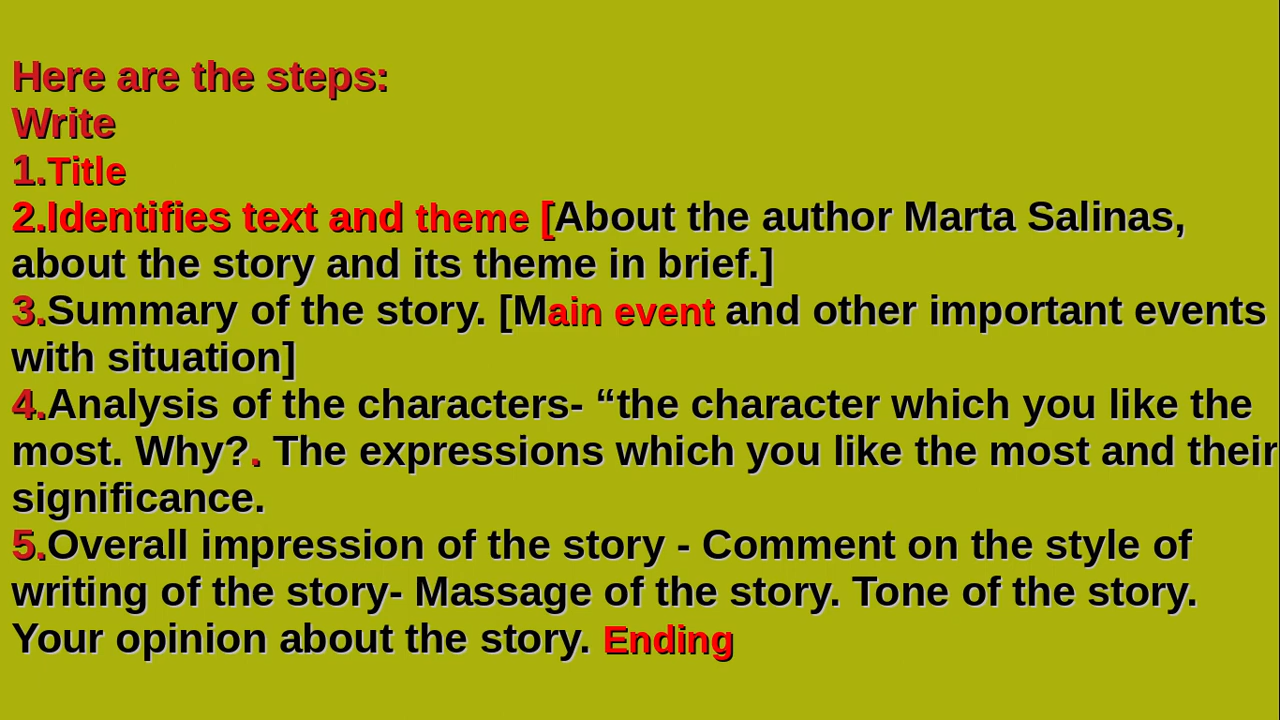 Here are the steps:
Write
1.Title
2.Identifies text and theme [About the author Marta Salinas,
about the story and its theme in brief.]
3.Summary of the story. [Main event and other important events
with situation]
4.Analysis of the characters- “the character which you like the
most. Why?. The expressions which you like the most and their
significance.
5.Overall impression of the story - Comment on the style of
writing of the story- Massage of the story. Tone of the story.
Your opinion about the story. Ending